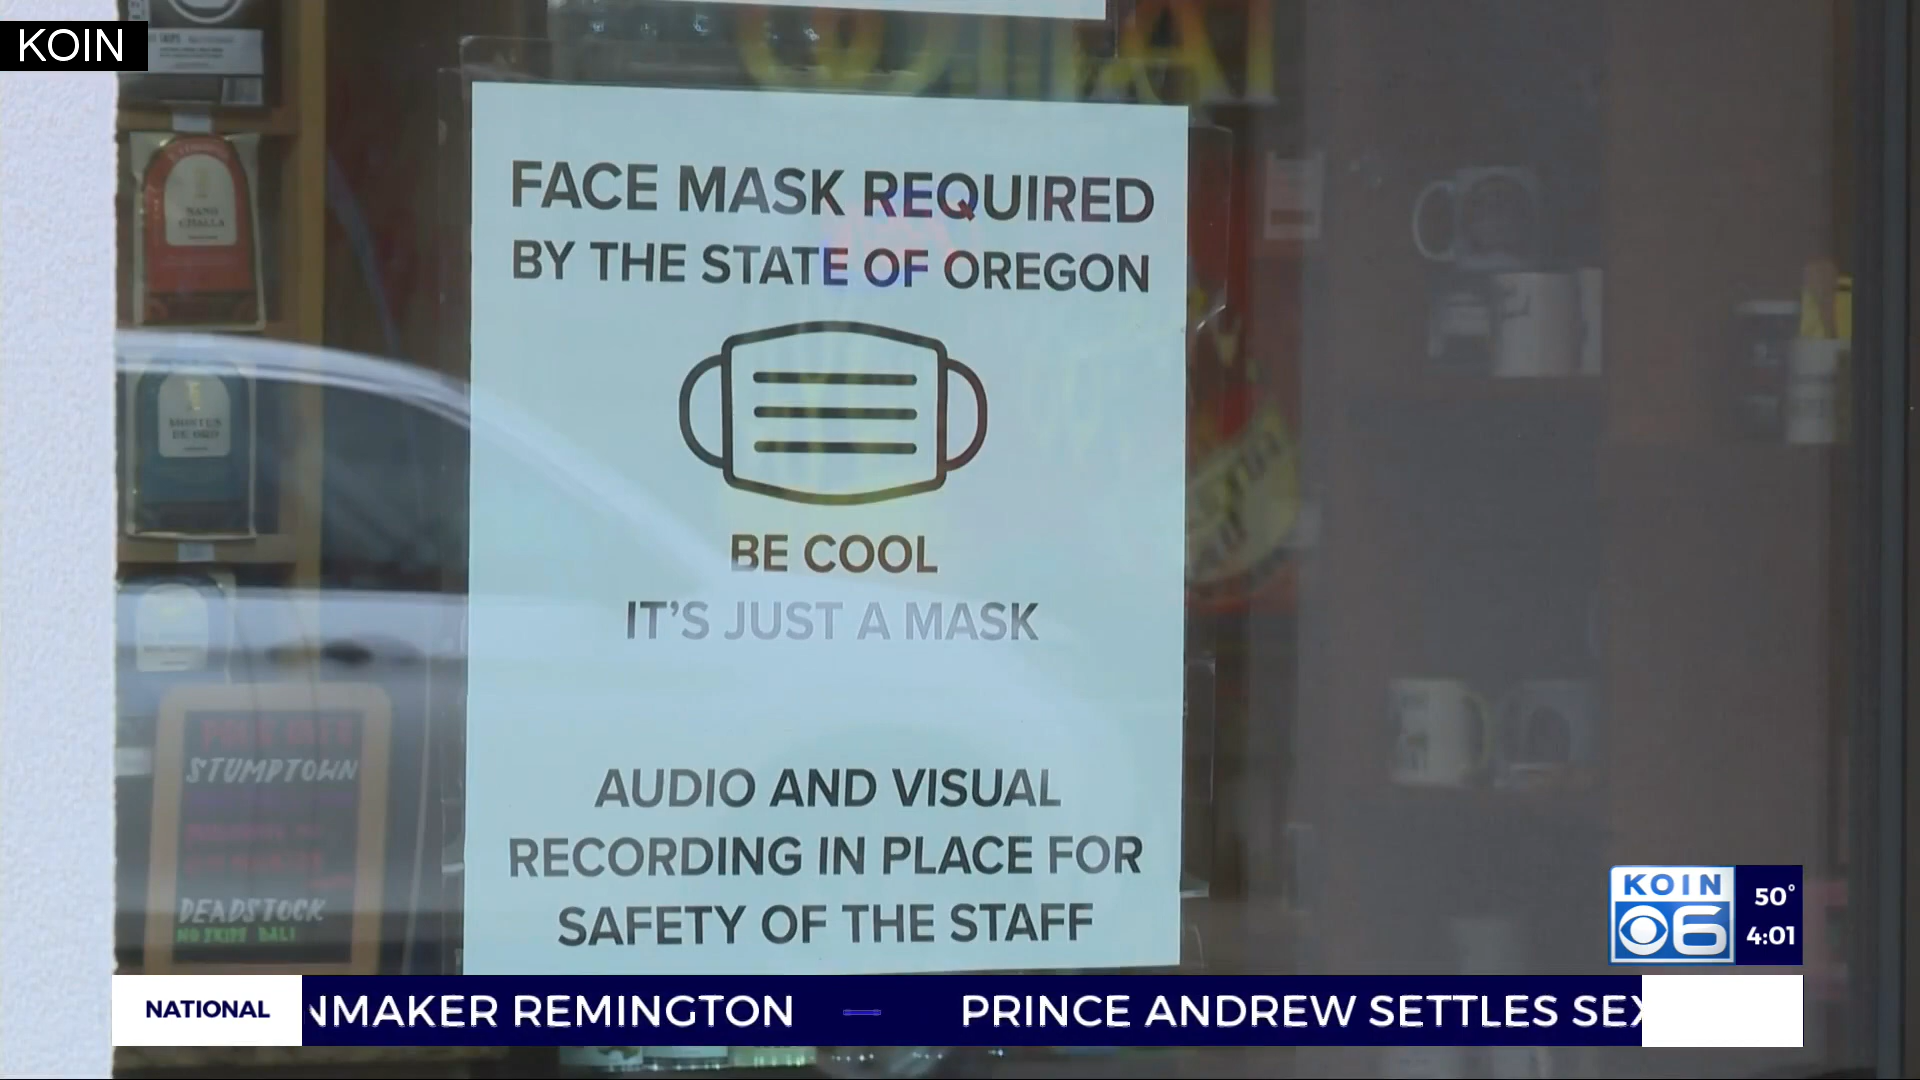 KOIN
FACE MASK REQUIRED
BY THE STATE OF OREGON
BE COOL
IT'S JUST A MASK
AUDIO AND VISUAL
RECORDING IN PLACE FOR
SAFETY OF THE STAFF
NANO
CHALLA
STUMPTOWN
DEADSTOCK
KOIN
6
50°
4:01
NATIONAL
NMAKER REMINGTON — PRINCE ANDREW SETTLES SEX